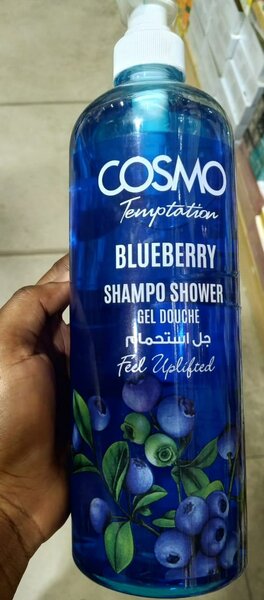 COSMO
Temptation
BLUEBERRY
SHAMPO SHOWER
GEL DOUCHE
جل استحمام
Feel Uplifted